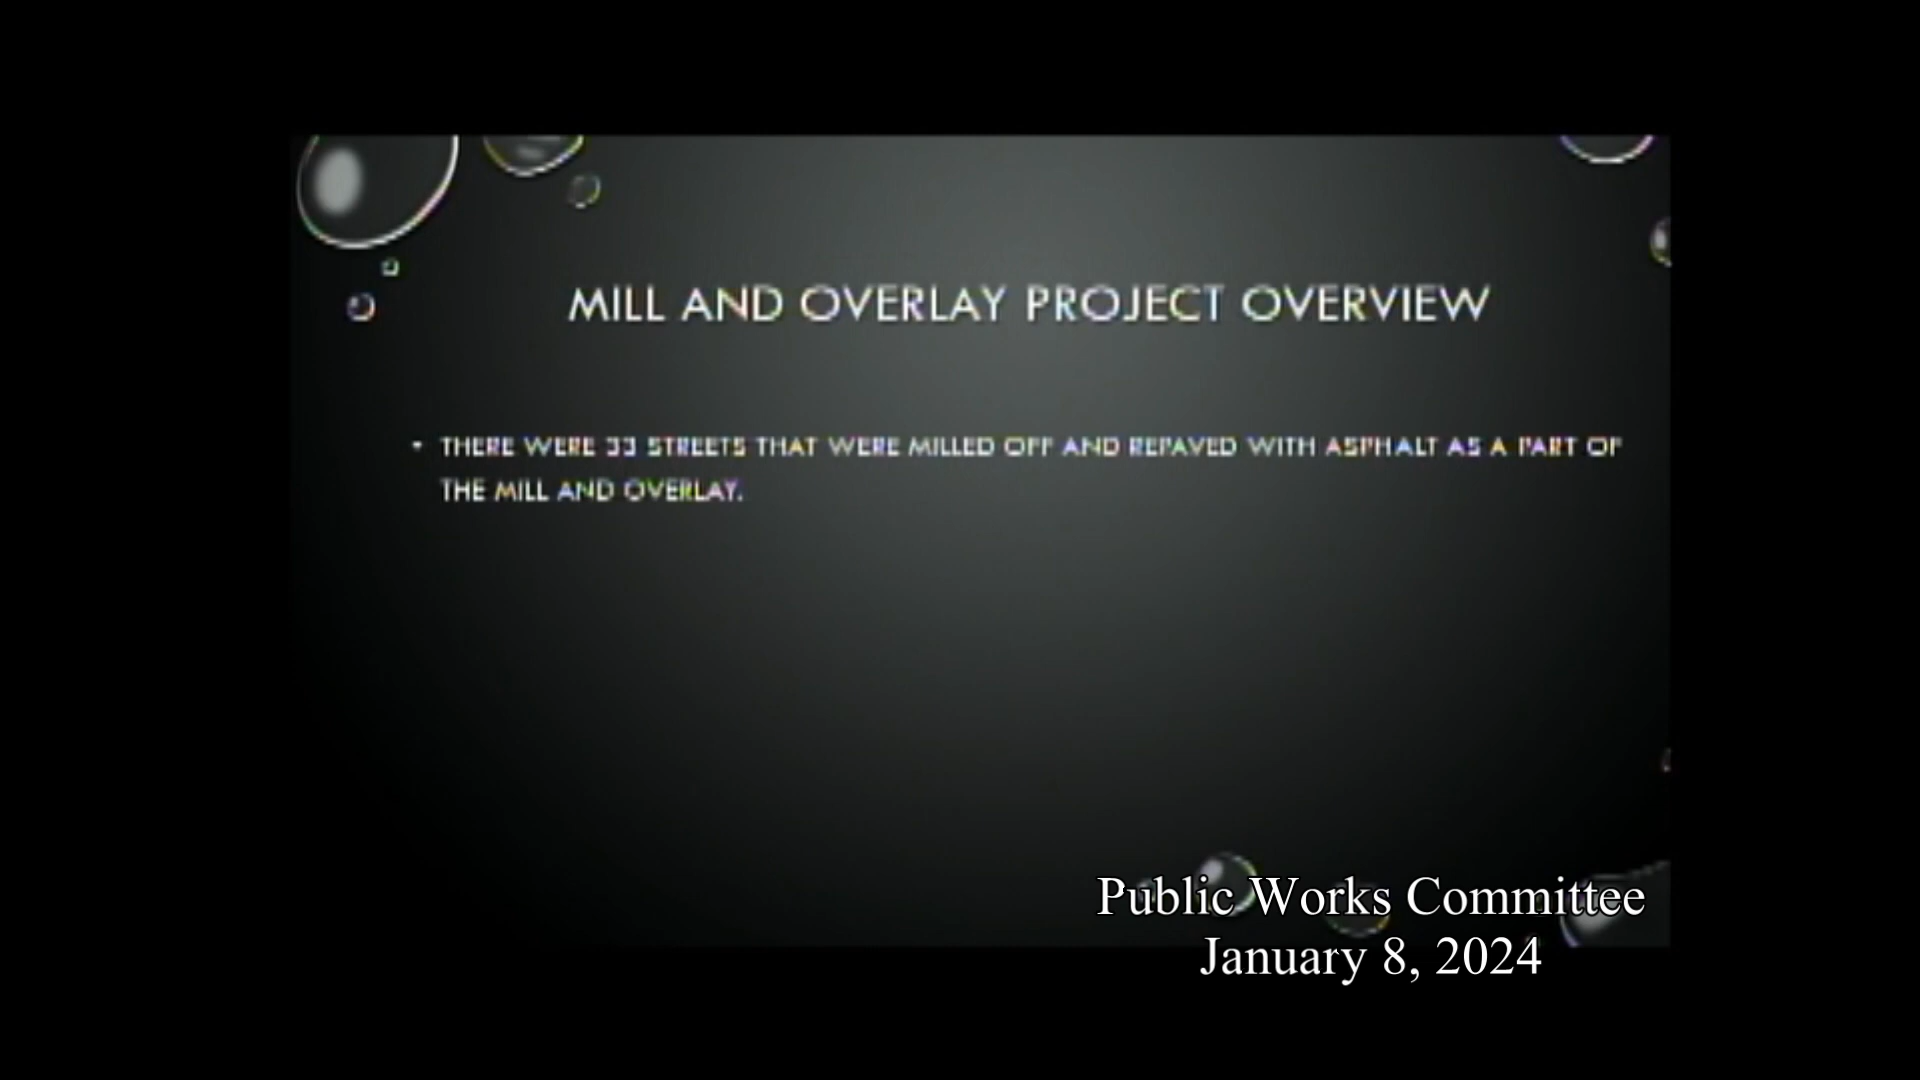 MILL AND OVERLAY PROJECT OVERVIEW
• THERE WERE 33 STREETS THAT WERE MILLED OFF AND REPAVED WITH ASPHALT AS A PART OF
THE MILL AND OVERLAY.
Public Works Committee
January 8, 2024